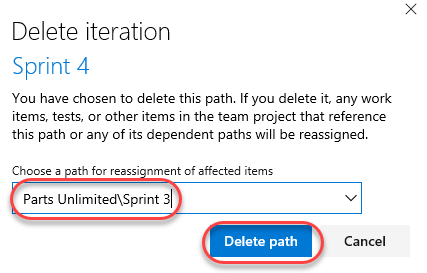 Delete iteration
Sprint 4
You have chosen to delete this path. If you delete it, any work
items, tests, or other items in the team project that reference
this path or any of its dependent paths will be reassigned.
Choose a path for reassignment of affected items
Parts Unlimited\Sprint 3
Delete path Cancel